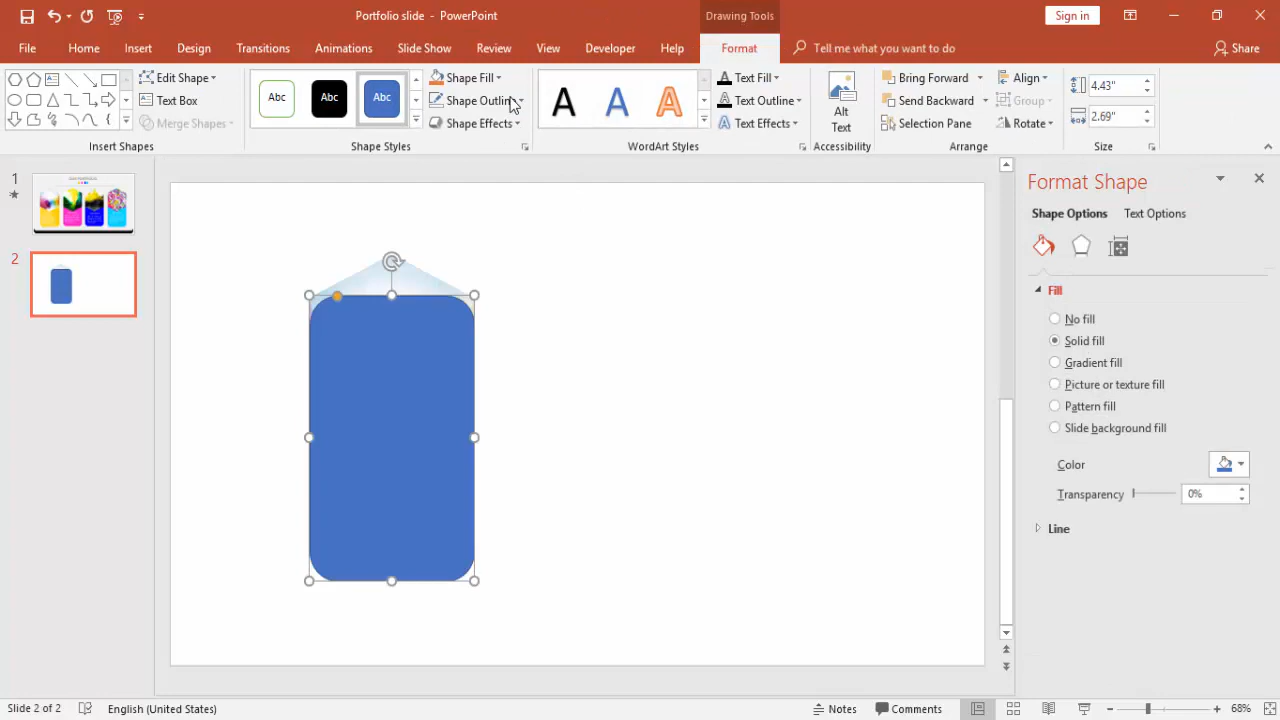 Portfolio slide - PowerPoint
Drawing Tools
Sign in
File Home Insert Design Transitions Animations Slide Show Review View Developer Help Format Tell me what you want to do Share
Edit Shape
Text Box
Merge Shapes
Insert Shapes
Abc Abc Abc
Shape Fill
Shape Outline
Shape Effects
Shape Styles
A A A
Text Fill
Text Outline
Text Effects
WordArt Styles
Alt
Text
Accessibility
Bring Forward
Send Backward
Selection Pane
Align
Group
Rotate
Arrange
4.43"
2.69"
Size
1
2
Format Shape
Shape Options Text Options
Fill
No fill
Solid fill
Gradient fill
Picture or texture fill
Pattern fill
Slide background fill
Color
Transparency 0%
Line
Slide 2 of 2 English (United States) Notes Comments 68%